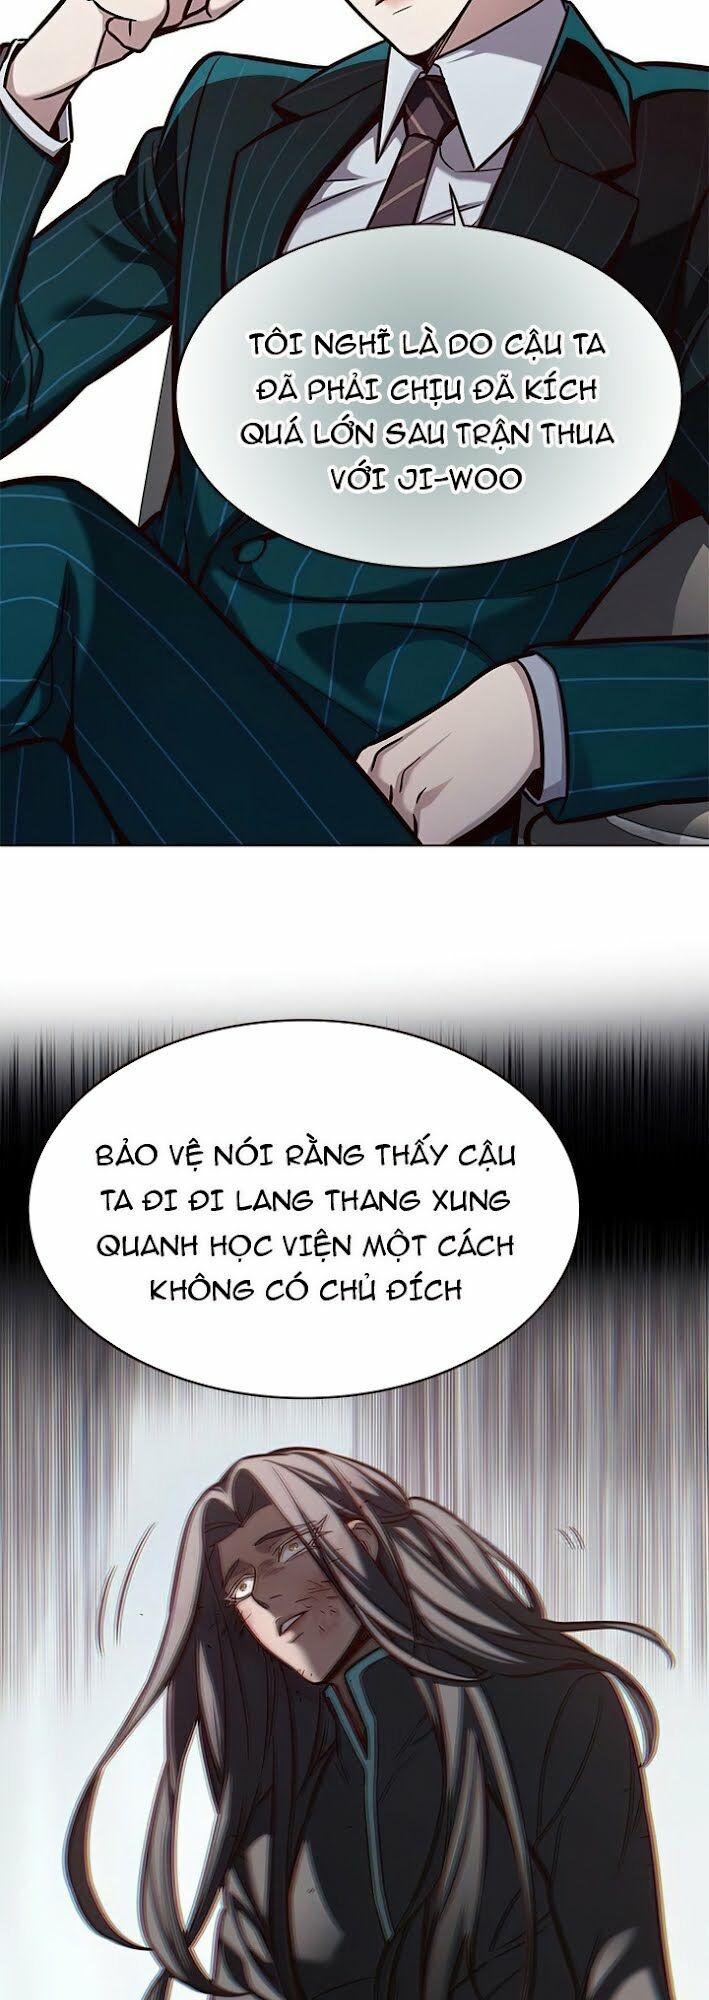 TÔI NGHĨ LÀ DO CẬU TA
ĐÃ PHẢI CHỊU ĐÃ KÍCH
QUÁ LỚN SAU TRẬN THUA
VỚI JI-WOO
BẢO VỆ NÓI RẰNG THẤY CẬU
TA ĐI ĐI LANG THANG XUNG
QUANH HỌC VIỆN MỘT CÁCH
KHÔNG CÓ CHỦ ĐÍCH